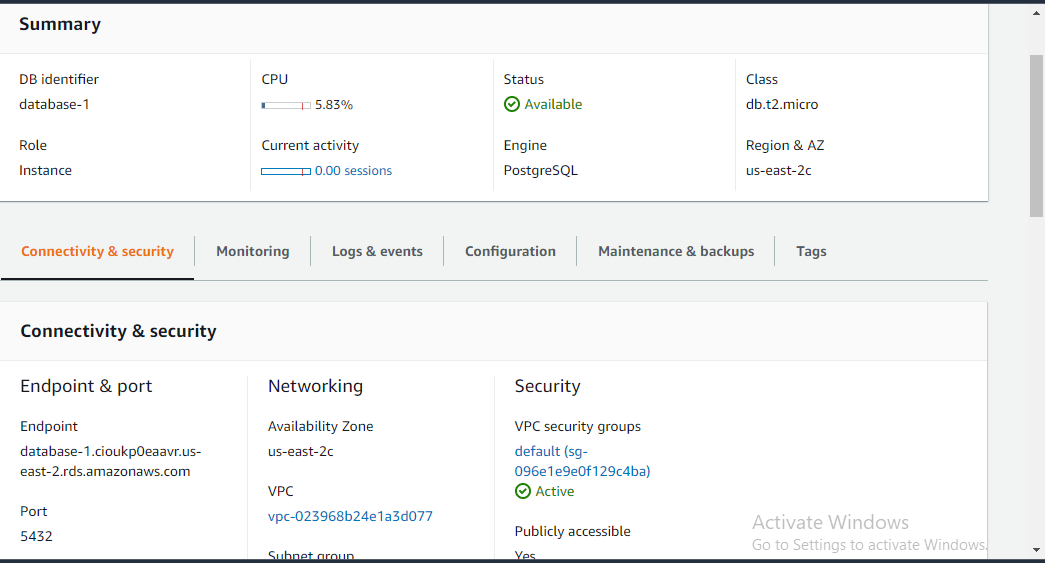 Summary
DB identifier
database-1
CPU
5.83%
Status
Available
Class
db.t2.micro
Role
Instance
Current activity
0.00 sessions
Engine
PostgreSQL
Region & AZ
us-east-2c
Connectivity & security
Monitoring
Logs & events
Configuration
Maintenance & backups
Tags
Connectivity & security
Endpoint & port
Endpoint
database-1.cioukp0eaavr.us-
east-2.rds.amazonaws.com
Port
5432
Networking
Availability Zone
us-east-2c
VPC
vpc-023968b24e1a3d077
Subnet group
Security
VPC security groups
default (sg-
096e1e9e0f129c4ba)
Active
Publicly accessible
Yes
Activate Windows
Go to Settings to activate Windows.